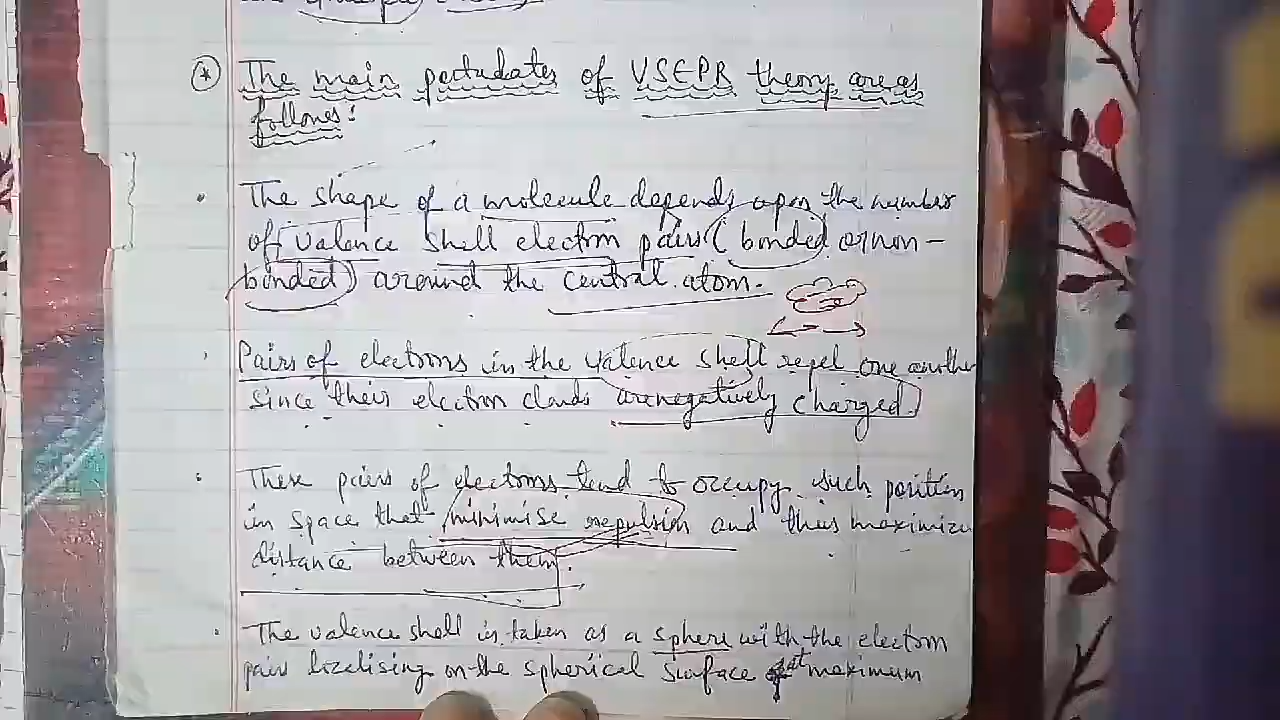 The main postulates of VSEPR theory are as
follows:
The shape of a molecule depends upon the number
of valence shell electron pairs (bonded or non-
bonded) around the central atom.
Pairs of electrons in the valence shell repel one another
since their electron clouds are negatively charged.
These pairs of electrons tend to occupy such position
in space that minimise repulsion and thus maximize
distance between them.
The valence shell is taken as a sphere with the electron
pair localising on the spherical surface at maximum